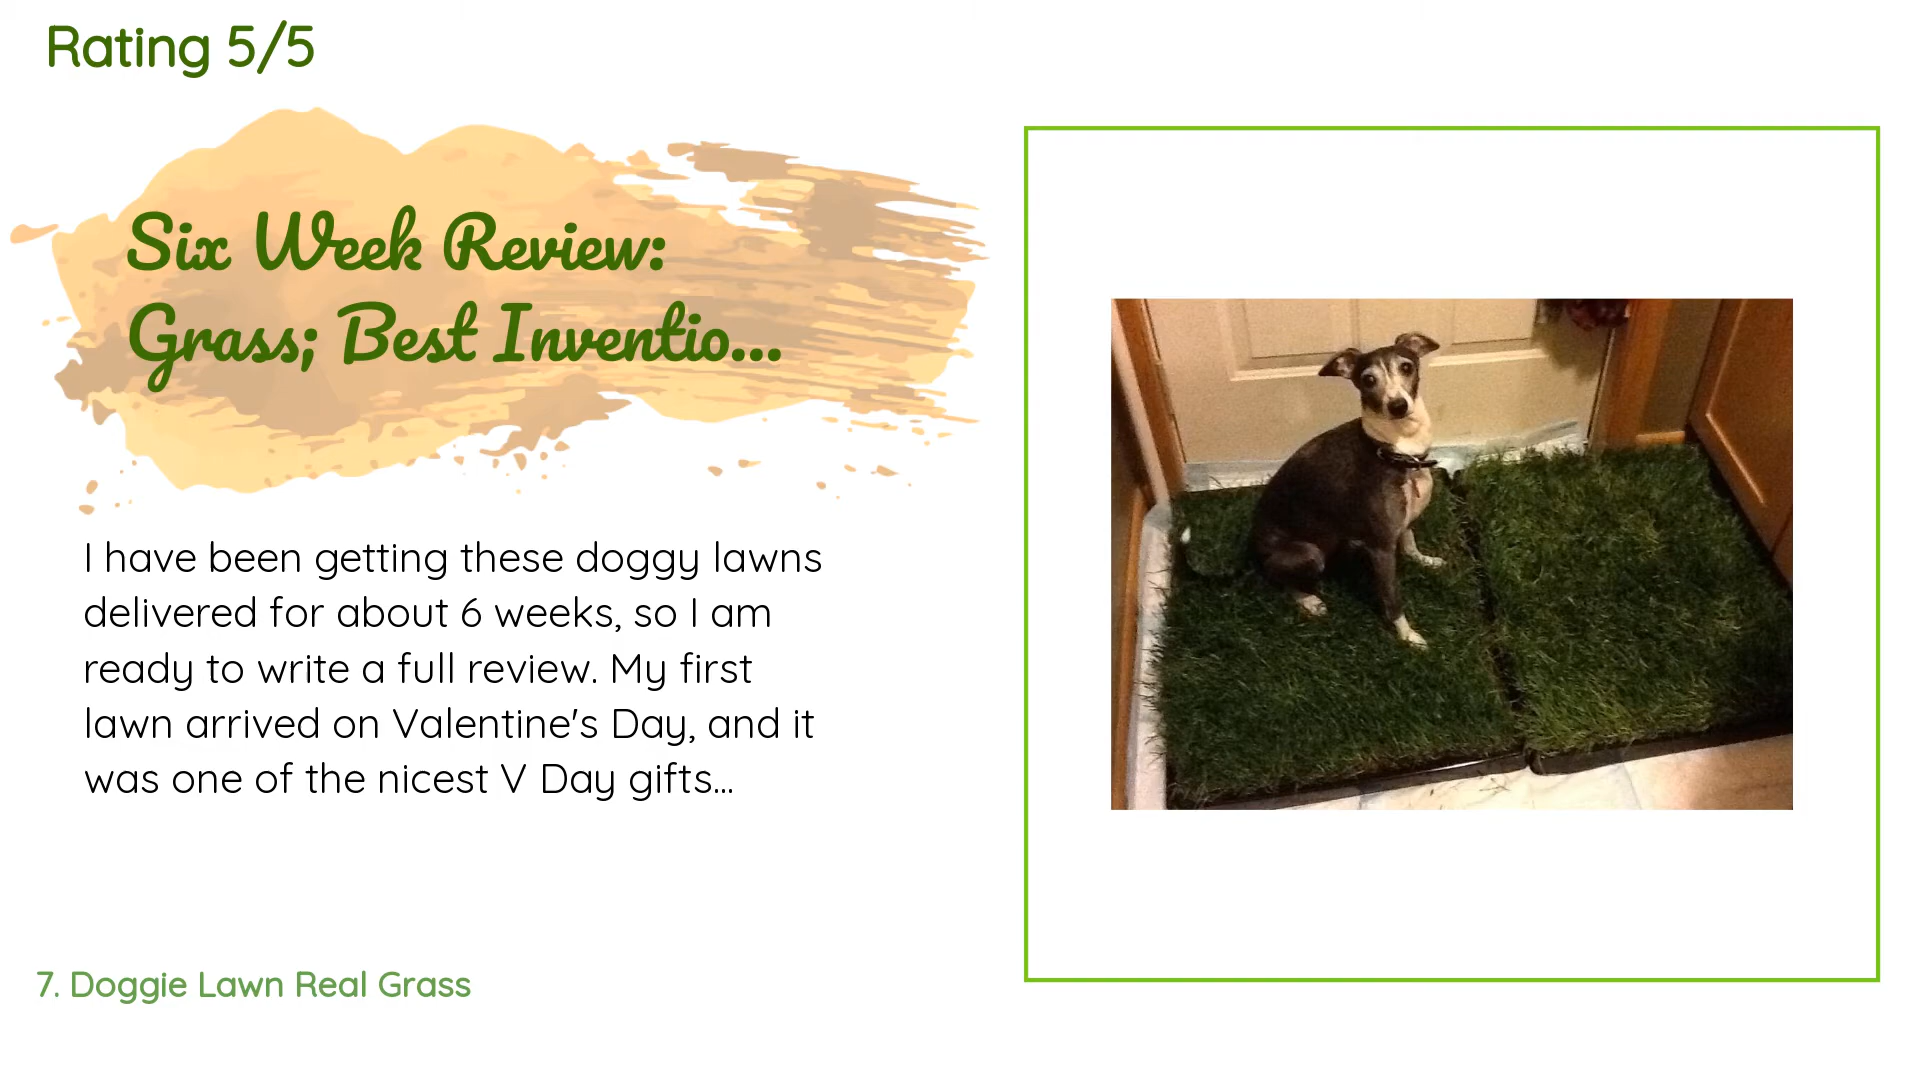 Rating 5/5
Six Week Review:
Grass; Best Inventio...
I have been getting these doggy lawns
delivered for about 6 weeks, so I am
ready to write a full review. My first
lawn arrived on Valentine's Day, and it
was one of the nicest V Day gifts...
7. Doggie Lawn Real Grass